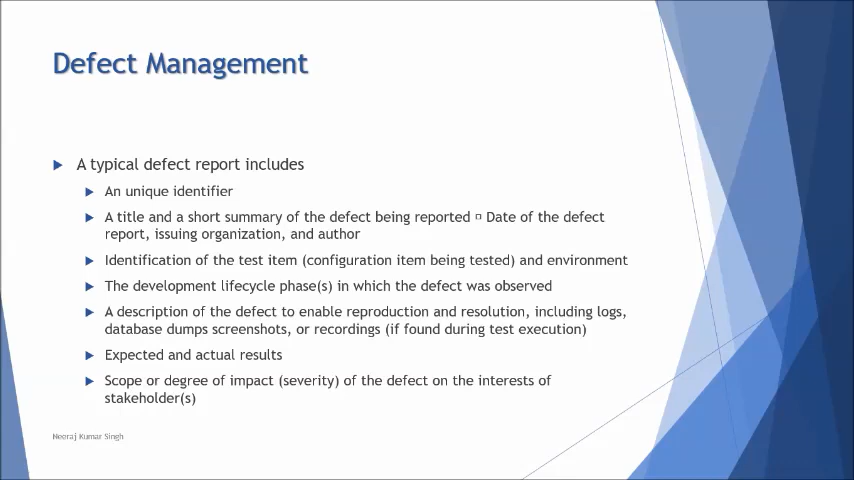 Defect Management
A typical defect report includes
An unique identifier
A title and a short summary of the defect being reported ¤ Date of the defect
report, issuing organization, and author
Identification of the test item (configuration item being tested) and environment
The development lifecycle phase(s) in which the defect was observed
A description of the defect to enable reproduction and resolution, including logs,
database dumps screenshots, or recordings (if found during test execution)
Expected and actual results
Scope or degree of impact (severity) of the defect on the interests of
stakeholder(s)
Neeraj Kumar Singh